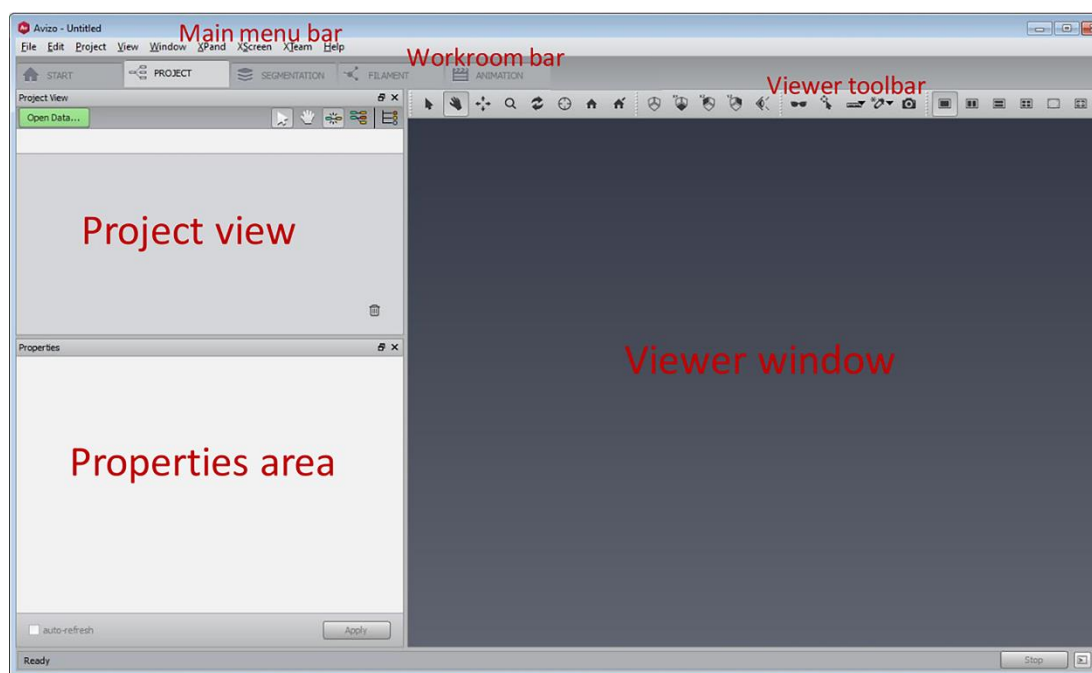 Avizo - Untitled
Main menu bar
File Edit Project View Window XPand XScreen XTeam Help
Workroom bar
START PROJECT SEGMENTATION FILAMENT ANIMATION
Viewer toolbar
Project View
Open Data...
Project view
Properties
Viewer window
Properties area
auto-refresh Apply
Ready Stop